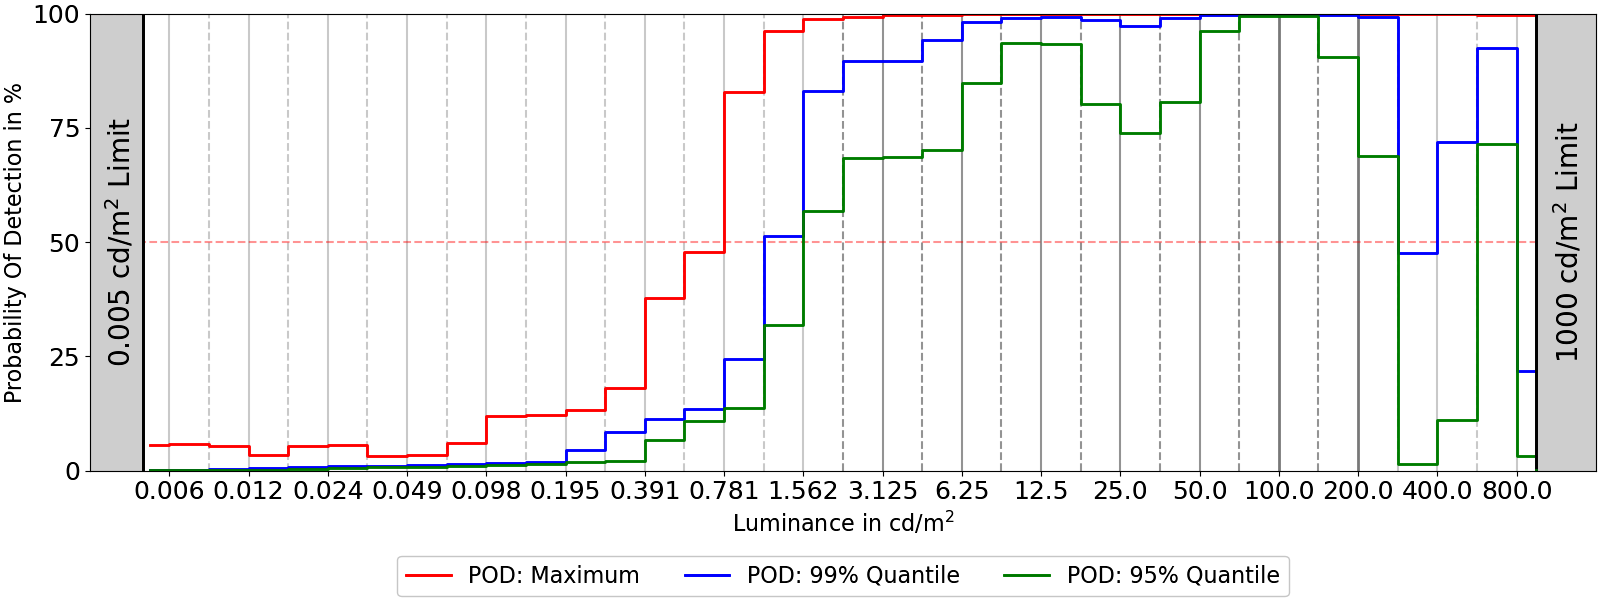 Probability Of Detection in %
100
75
50
25
0
0.005 cd/m² Limit
1000 cd/m² Limit
0.006 0.012 0.024 0.049 0.098 0.195 0.391 0.781 1.562 3.125 6.25 12.5 25.0 50.0 100.0 200.0 400.0 800.0
Luminance in cd/m²
POD: Maximum POD: 99% Quantile POD: 95% Quantile